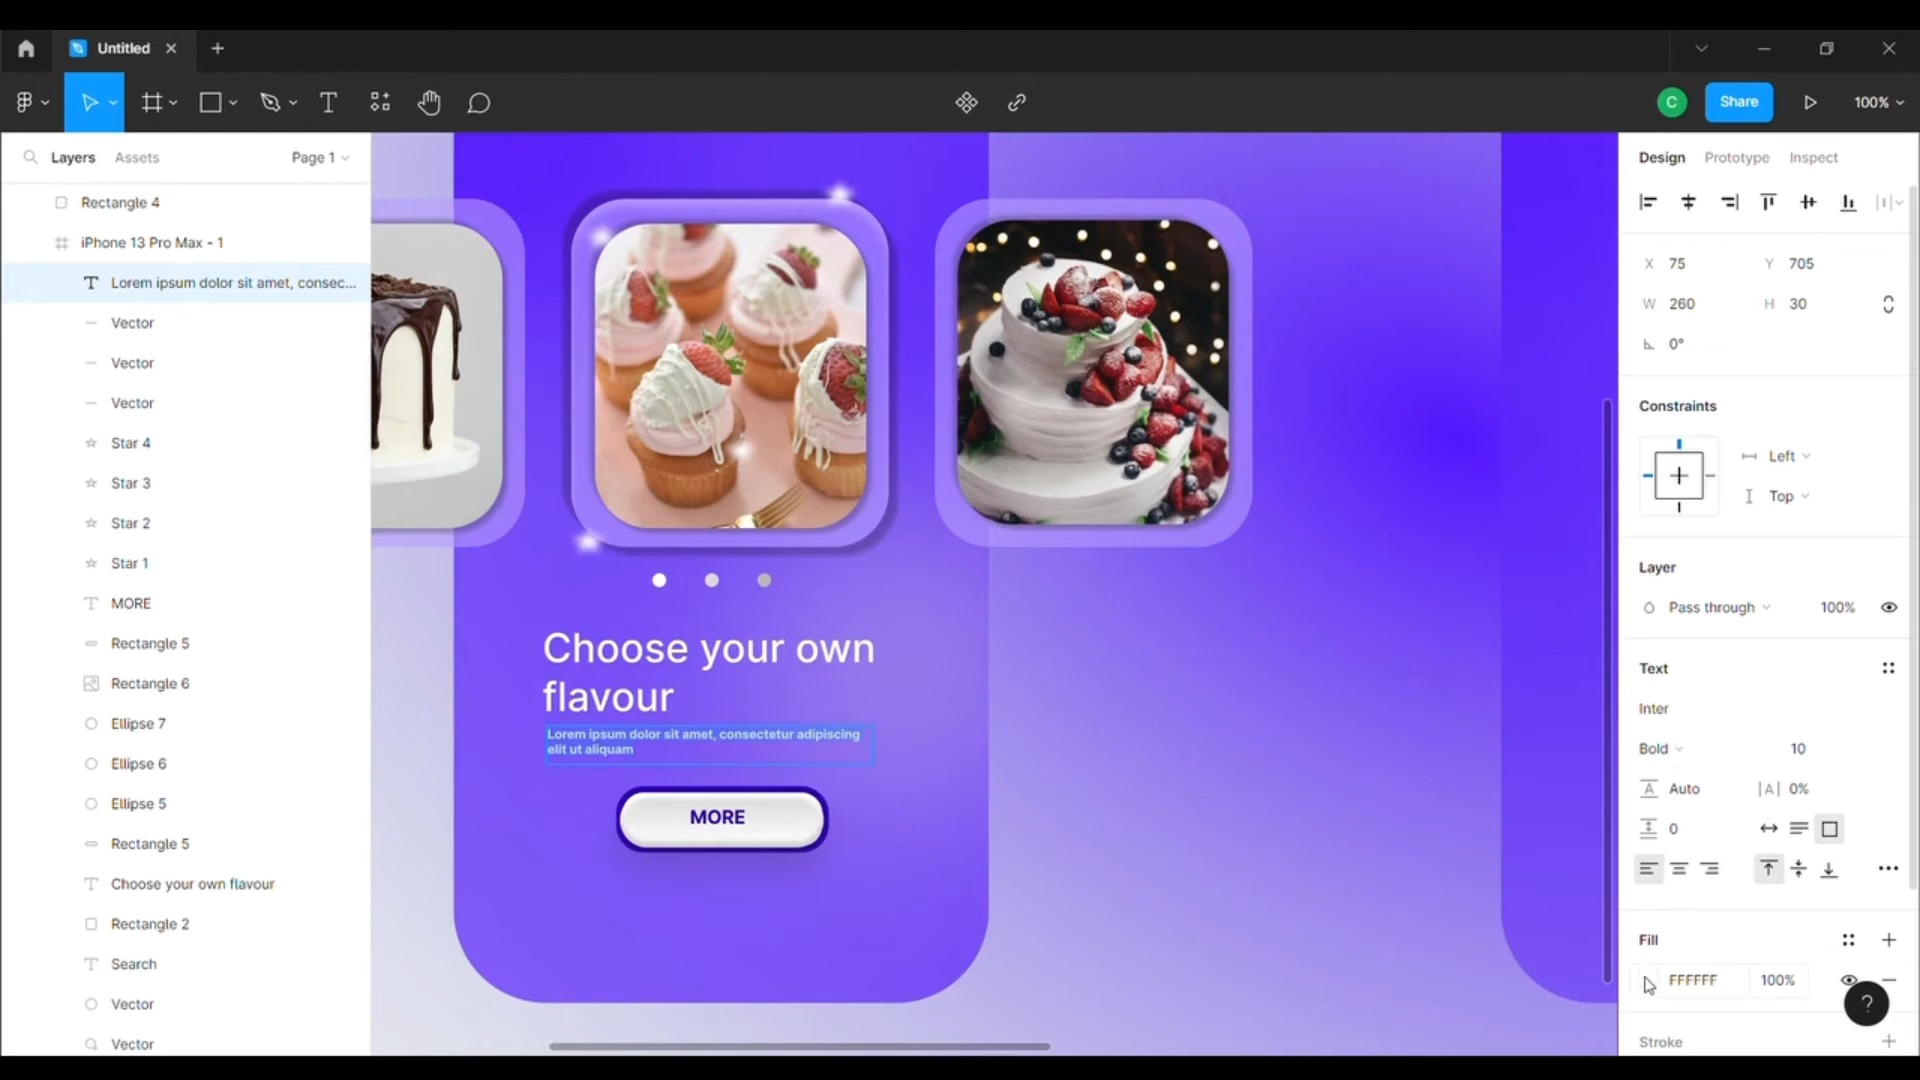 Untitled
C
Share
100%
Layers
Assets
Page 1
Rectangle 4
iPhone 13 Pro Max - 1
Lorem ipsum dolor sit amet, consec...
Vector
Vector
Vector
Star 4
Star 3
Star 2
Star 1
MORE
Rectangle 5
Rectangle 6
Ellipse 7
Ellipse 6
Ellipse 5
Rectangle 5
Choose your own flavour
Rectangle 2
Search
Vector
Vector
Choose your own
flavour
Lorem ipsum dolor sit amet, consectetur adipiscing
elit ut aliquam
MORE
Design
Prototype
Inspect
X 75
Y 705
W 260
H 30
0°
Constraints
Left
Top
Layer
Pass through
100%
Text
Inter
Bold
10
Auto
|A| 0%
0
Fill
FFFFFF
100%
?
Stroke